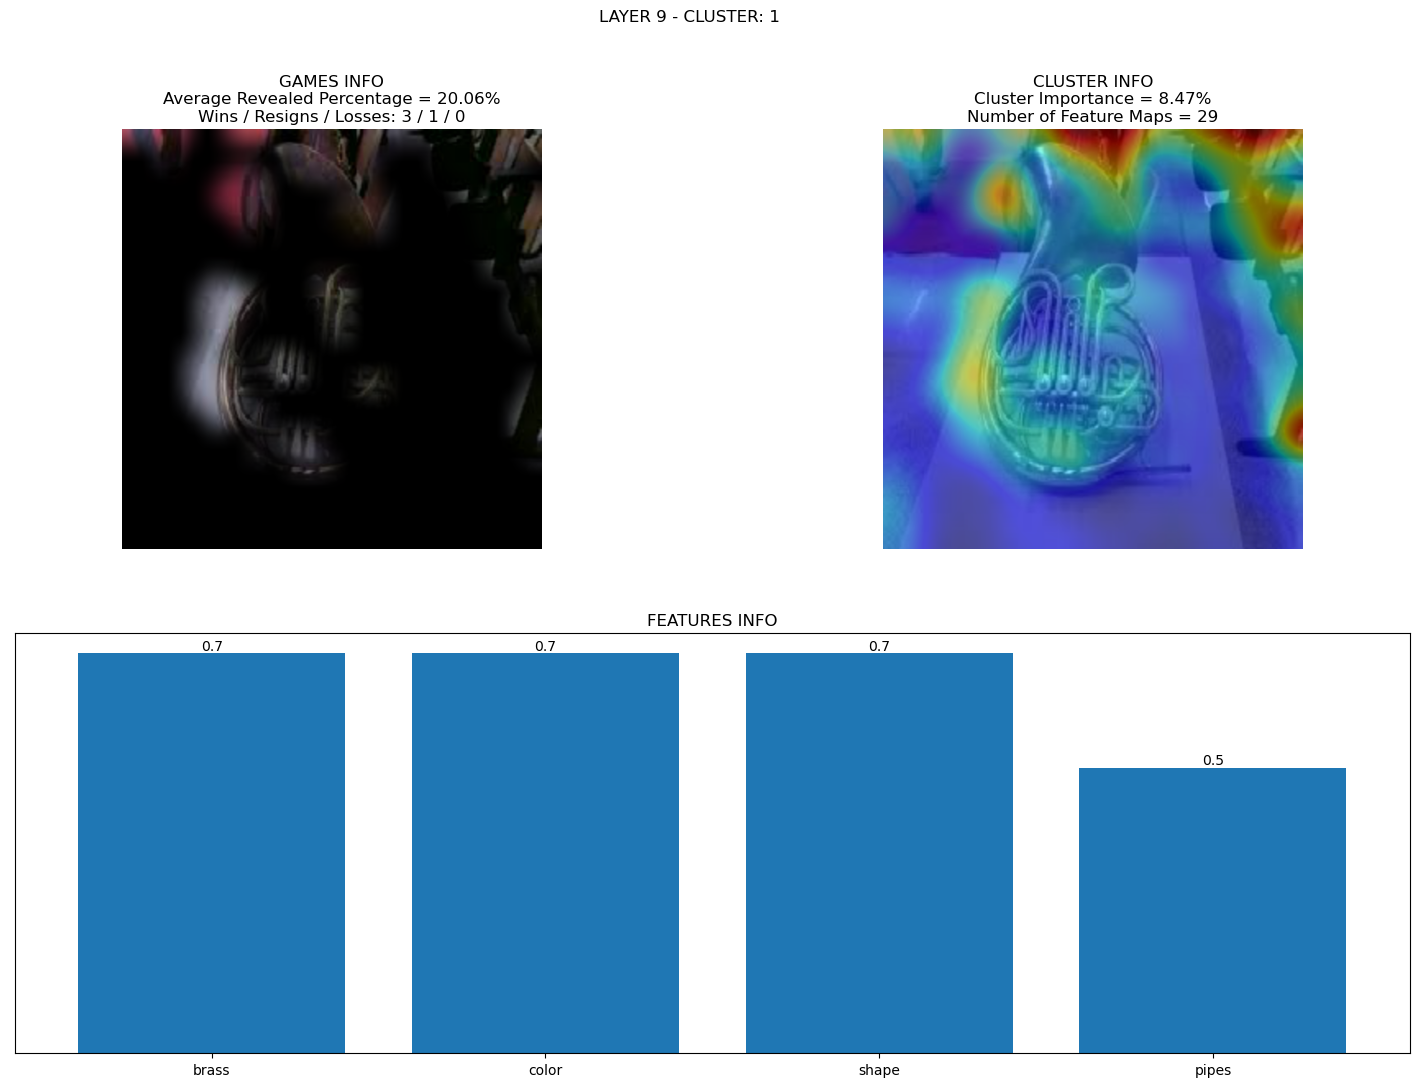 LAYER 9 - CLUSTER: 1
GAMES INFO
Average Revealed Percentage = 20.06%
Wins / Resigns / Losses: 3 / 1 / 0
CLUSTER INFO
Cluster Importance = 8.47%
Number of Feature Maps = 29
FEATURES INFO
0.7
0.7
0.7
0.5
brass
color
shape
pipes